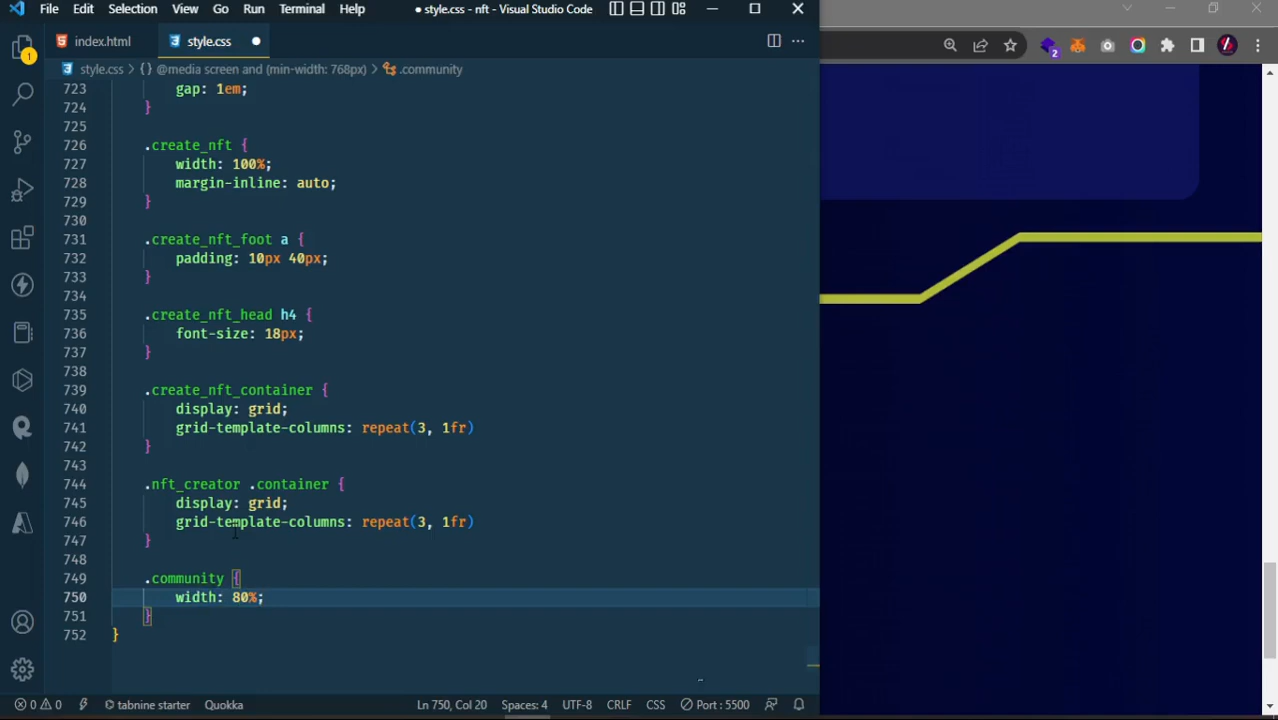 File Edit Selection View Go Run Terminal Help
● style.css - nft - Visual Studio Code
index.html
style.css ●
style.css > {} @media screen and (min-width: 768px) > .community
723 gap: 1em;
724 }
725
726 .create_nft {
727 width: 100%;
728 margin-inline: auto;
729 }
730
731 .create_nft_foot a {
732 padding: 10px 40px;
733 }
734
735 .create_nft_head h4 {
736 font-size: 18px;
737 }
738
739 .create_nft_container {
740 display: grid;
741 grid-template-columns: repeat(3, 1fr)
742 }
743
744 .nft_creator .container {
745 display: grid;
746 grid-template-columns: repeat(3, 1fr)
747 }
748
749 .community {
750 width: 80%;
751 }
752 }
1
2
0 0 tabnine starter Quokka Ln 750, Col 20 Spaces: 4 UTF-8 CRLF CSS Port : 5500